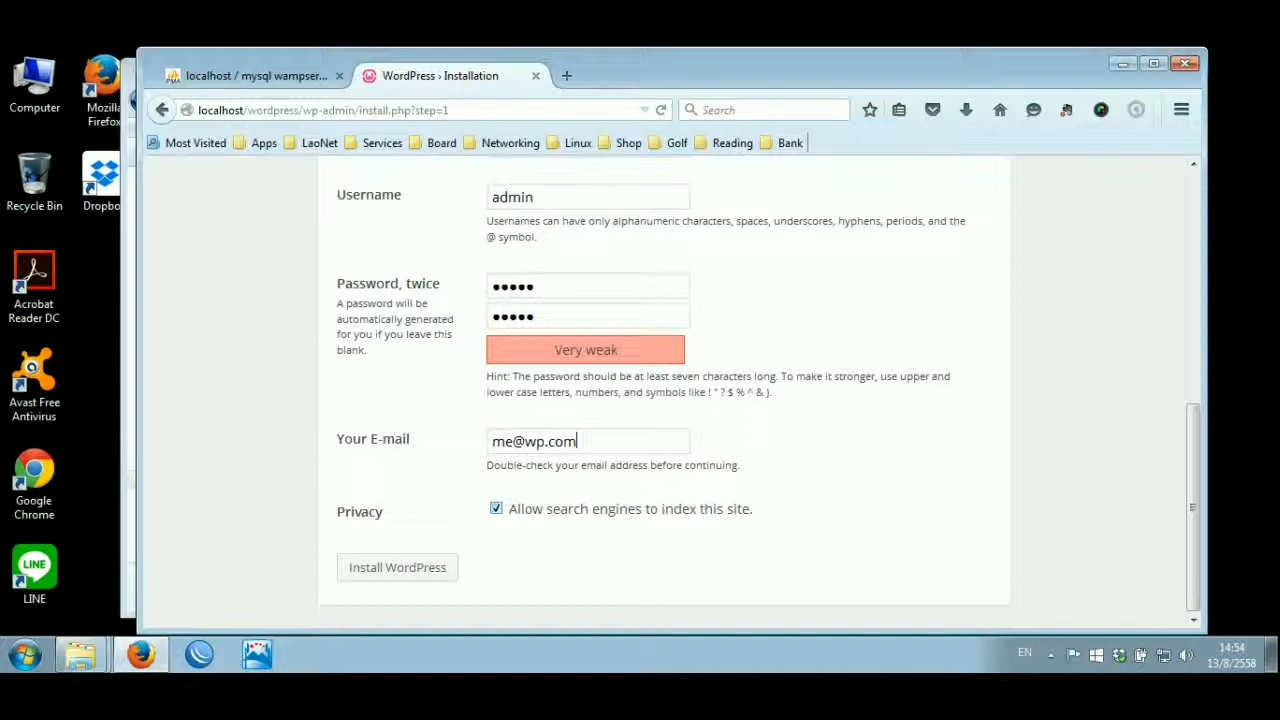 localhost / mysql wampser...
WordPress › Installation
localhost/wordpress/wp-admin/install.php?step=1
Search
Most Visited Apps LaoNet Services Board Networking Linux Shop Golf Reading Bank
Computer
Mozilla
Firefox
Recycle Bin
Dropbo
Acrobat
Reader DC
Avast Free
Antivirus
Google
Chrome
LINE
LINE
PMA
Username
admin
Usernames can have only alphanumeric characters, spaces, underscores, hyphens, periods, and the
@ symbol.
Password, twice
A password will be
automatically generated
for you if you leave this
blank.
•••••
•••••
Very weak
Hint: The password should be at least seven characters long. To make it stronger, use upper and
lower case letters, numbers, and symbols like ! " ? $ % ^ & ).
Your E-mail
me@wp.com
Double-check your email address before continuing.
Privacy
Allow search engines to index this site.
Install WordPress
EN
14:54
13/8/2558